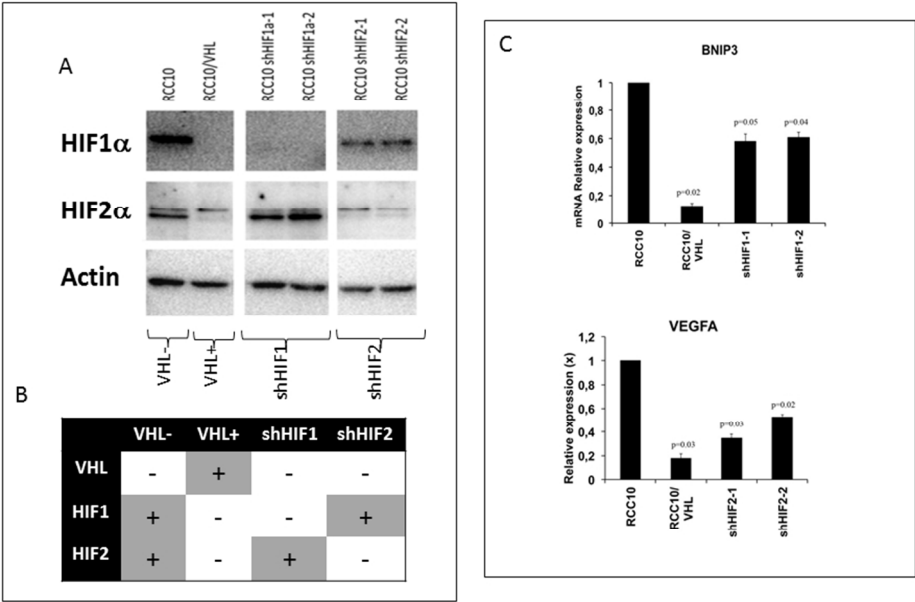 A
RCC10
RCC10/VHL
RCC10 shHIF1a-1
RCC10 shHIF1a-2
RCC10 shHIF2-1
RCC10 shHIF2-2
HIF1α
HIF2α
Actin
VHL-
VHL+
shHIF1
shHIF2
B
VHL- VHL+ shHIF1 shHIF2
VHL - + - -
HIF1 + - - +
HIF2 + - + -
C
BNIP3
mRNA Relative expression
1
0,8
0,6
0,4
0,2
0
p=0.02
p=0.05
p=0.04
RCC10
RCC10/
VHL
shHIF1-1
shHIF1-2
VEGFA
Relative expression (x)
1,2
1
0,8
0,6
0,4
0,2
0
p=0.03
p=0.03
p=0.02
RCC10
RCC10/
VHL
shHIF2-1
shHIF2-2